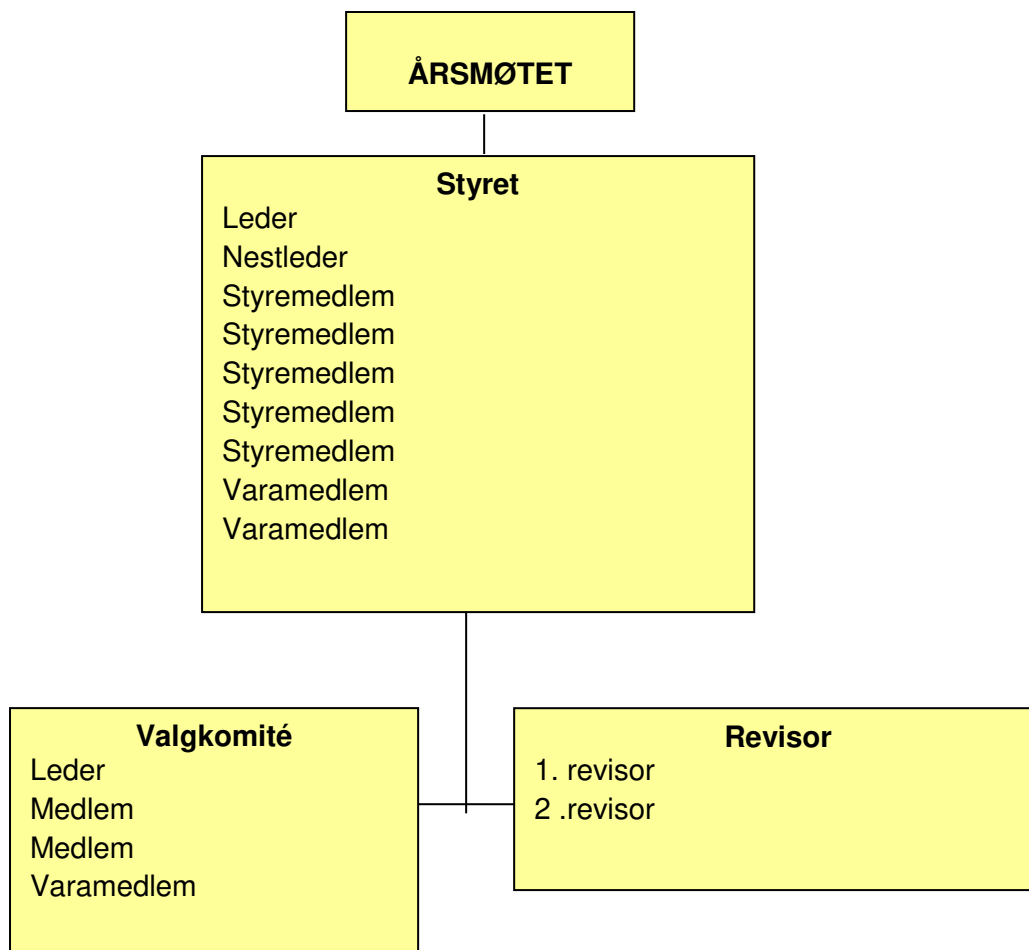 ÅRSMØTET
Styret
Leder
Nestleder
Styremedlem
Styremedlem
Styremedlem
Styremedlem
Styremedlem
Varamedlem
Varamedlem
Valgkomité
Leder
Medlem
Medlem
Varamedlem
Revisor
1. revisor
2 .revisor